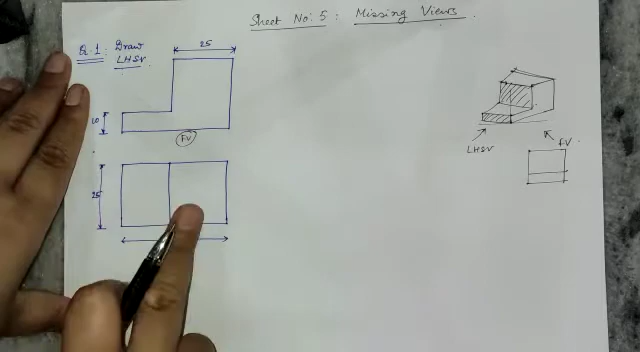 Sheet No: 5 : Missing Views
Q.1 : Draw
LHSV
25
10
FV
25
LHSV
FV